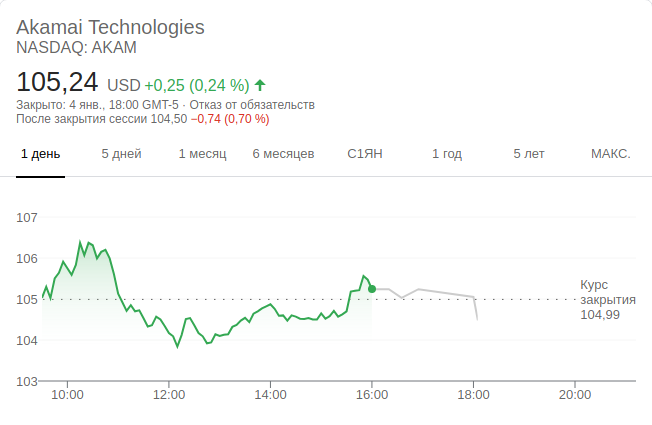 Akamai Technologies
NASDAQ: AKAM
105,24 USD +0,25 (0,24 %)
Закрыто: 4 янв., 18:00 GMT-5 · Отказ от обязательств
После закрытия сессии 104,50 −0,74 (0,70 %)
1 день 5 дней 1 месяц 6 месяцев С1ЯН 1 год 5 лет МАКС.
107
106
105
104
103
Курс
закрытия
104,99
10:00 12:00 14:00 16:00 18:00 20:00